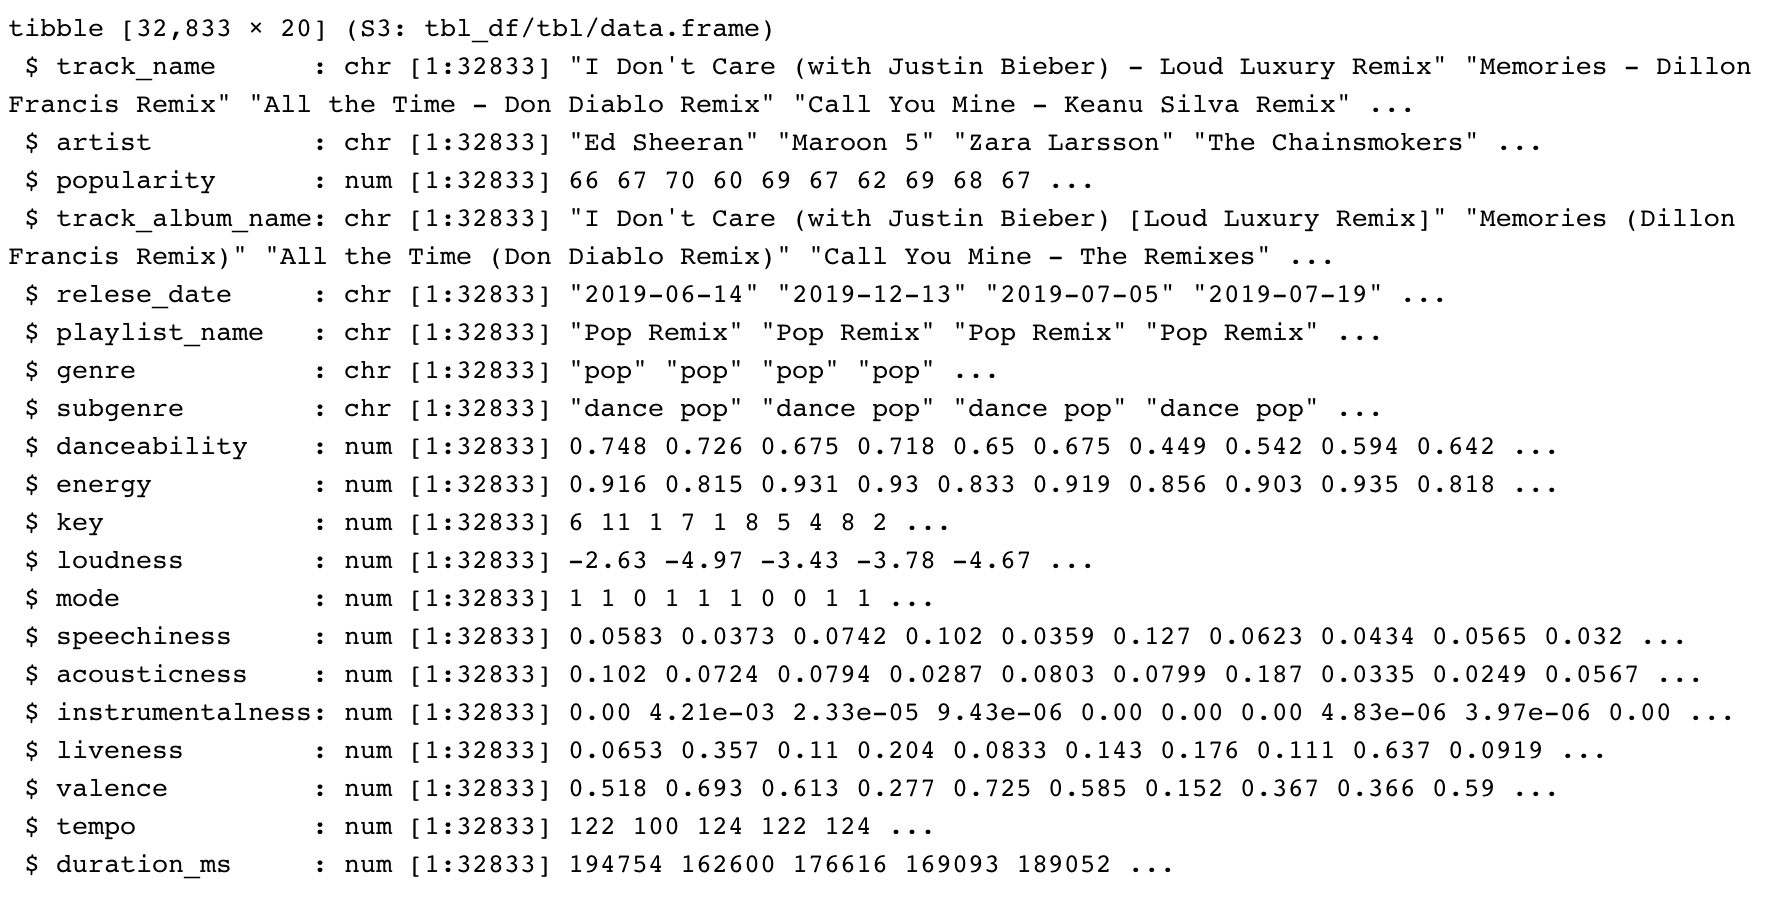 tibble [32,833 × 20] (S3: tbl_df/tbl/data.frame)
 $ track_name      : chr [1:32833] "I Don't Care (with Justin Bieber) - Loud Luxury Remix" "Memories - Dillon
Francis Remix" "All the Time - Don Diablo Remix" "Call You Mine - Keanu Silva Remix" ...
 $ artist          : chr [1:32833] "Ed Sheeran" "Maroon 5" "Zara Larsson" "The Chainsmokers" ...
 $ popularity      : num [1:32833] 66 67 70 60 69 67 62 69 68 67 ...
 $ track_album_name: chr [1:32833] "I Don't Care (with Justin Bieber) [Loud Luxury Remix]" "Memories (Dillon
Francis Remix)" "All the Time (Don Diablo Remix)" "Call You Mine - The Remixes" ...
 $ relese_date     : chr [1:32833] "2019-06-14" "2019-12-13" "2019-07-05" "2019-07-19" ...
 $ playlist_name   : chr [1:32833] "Pop Remix" "Pop Remix" "Pop Remix" "Pop Remix" ...
 $ genre           : chr [1:32833] "pop" "pop" "pop" "pop" ...
 $ subgenre        : chr [1:32833] "dance pop" "dance pop" "dance pop" "dance pop" ...
 $ danceability    : num [1:32833] 0.748 0.726 0.675 0.718 0.65 0.675 0.449 0.542 0.594 0.642 ...
 $ energy          : num [1:32833] 0.916 0.815 0.931 0.93 0.833 0.919 0.856 0.903 0.935 0.818 ...
 $ key             : num [1:32833] 6 11 1 7 1 8 5 4 8 2 ...
 $ loudness        : num [1:32833] -2.63 -4.97 -3.43 -3.78 -4.67 ...
 $ mode            : num [1:32833] 1 1 0 1 1 1 0 0 1 1 ...
 $ speechiness     : num [1:32833] 0.0583 0.0373 0.0742 0.102 0.0359 0.127 0.0623 0.0434 0.0565 0.032 ...
 $ acousticness    : num [1:32833] 0.102 0.0724 0.0794 0.0287 0.0803 0.0799 0.187 0.0335 0.0249 0.0567 ...
 $ instrumentalness: num [1:32833] 0.00 4.21e-03 2.33e-05 9.43e-06 0.00 0.00 0.00 4.83e-06 3.97e-06 0.00 ...
 $ liveness        : num [1:32833] 0.0653 0.357 0.11 0.204 0.0833 0.143 0.176 0.111 0.637 0.0919 ...
 $ valence         : num [1:32833] 0.518 0.693 0.613 0.277 0.725 0.585 0.152 0.367 0.366 0.59 ...
 $ tempo           : num [1:32833] 122 100 124 122 124 ...
 $ duration_ms     : num [1:32833] 194754 162600 176616 169093 189052 ...